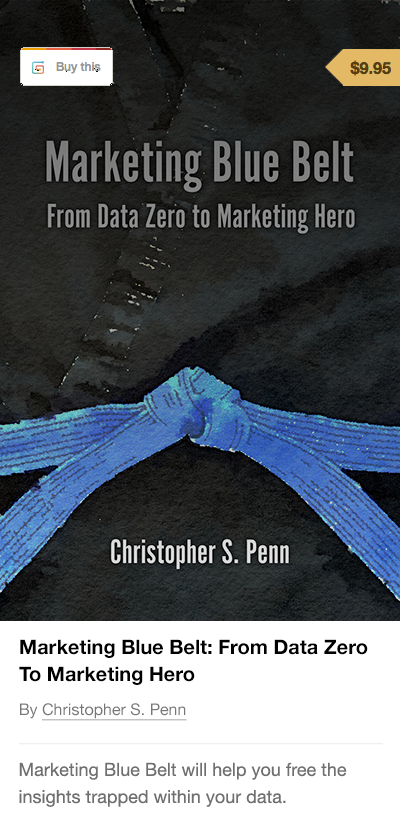 Buy this
$9.95
Marketing Blue Belt
From Data Zero to Marketing Hero
Christopher S. Penn
Marketing Blue Belt: From Data Zero
To Marketing Hero
By Christopher S. Penn
Marketing Blue Belt will help you free the
insights trapped within your data.